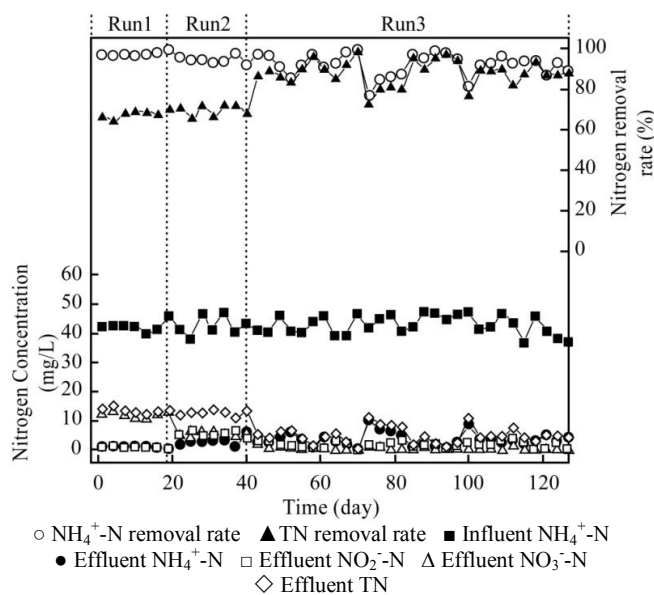 Run1 Run2 Run3
100
80
60
40
20
0
Nitrogen removal
rate (%)
60
50
40
30
20
10
0
Nitrogen Concentration
(mg/L)
0 20 40 60 80 100 120
Time (day)
○ NH₄⁺-N removal rate ▲ TN removal rate ■ Influent NH₄⁺-N
● Effluent NH₄⁺-N □ Effluent NO₂⁻-N △ Effluent NO₃⁻-N
◇ Effluent TN